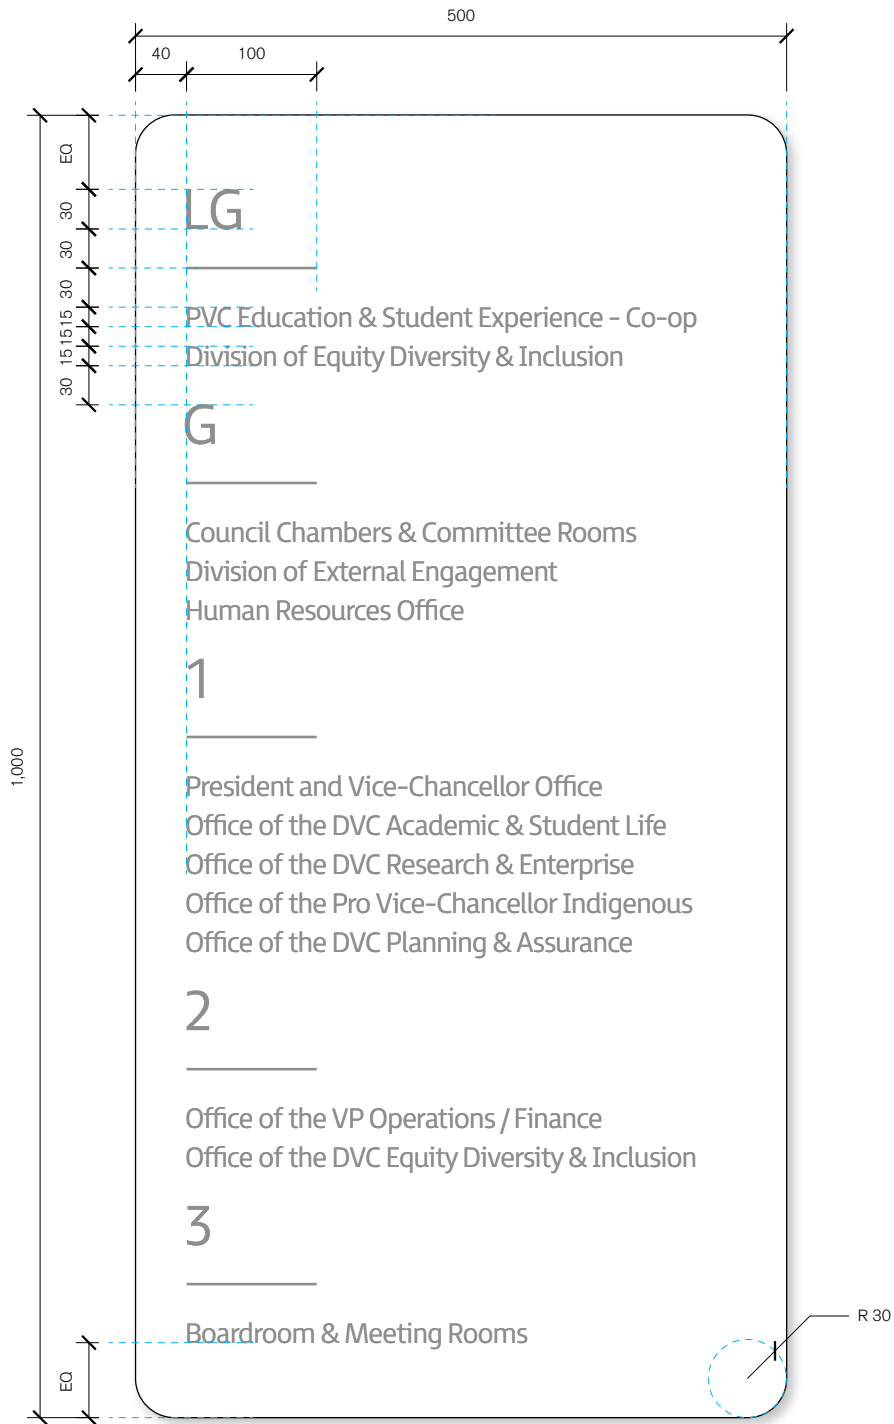 500
40 100
EQ
30
30
30
15
15
15
30
1,000
LG
PVC Education & Student Experience - Co-op
Division of Equity Diversity & Inclusion
G
Council Chambers & Committee Rooms
Division of External Engagement
Human Resources Office
1
President and Vice-Chancellor Office
Office of the DVC Academic & Student Life
Office of the DVC Research & Enterprise
Office of the Pro Vice-Chancellor Indigenous
Office of the DVC Planning & Assurance
2
Office of the VP Operations / Finance
Office of the DVC Equity Diversity & Inclusion
3
Boardroom & Meeting Rooms
R 30
EQ